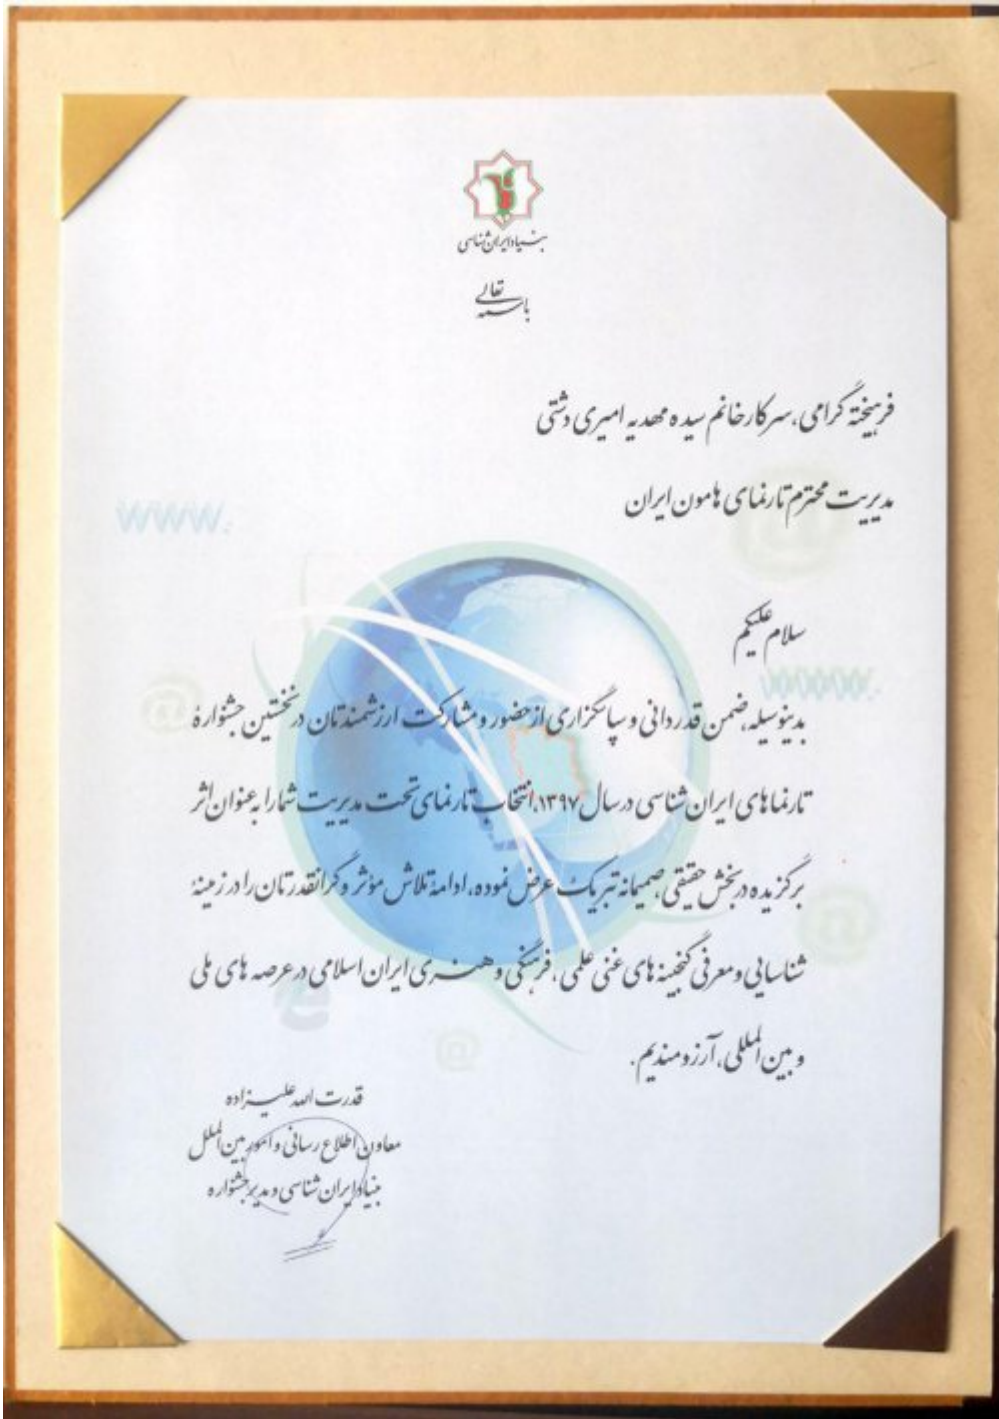 بنیاد ایران‌شناسی
باسمه تعالی
فرهیخته گرامی، سرکار خانم سیده مهدیه امیری دشتی
مدیریت محترم تارنمای هامون ایران
www.
سلام علیکم
www.
بدینوسیله، ضمن قدردانی و سپاسگزاری از حضور و مشارکت ارزشمندتان در نخستین جشنوارهٔ
تارنماهای ایران شناسی در سال ۱۳۹۷، انتخاب تارنمای تحت مدیریت شما را به عنوان اثر
برگزیده در بخش حقیقی، صمیمانه تبریک عرض نموده، ادامهٔ تلاش مؤثر و گرانقدرتان را در زمینهٔ
شناسایی و معرفی گنجینه های غنی علمی، فرهنگی و هنری ایران اسلامی در عرصه های ملی
و بین المللی، آرزومندیم.
قدرت الله علیزاده
معاون اطلاع رسانی و امور بین الملل
بنیاد ایران شناسی و مدیر جشنواره